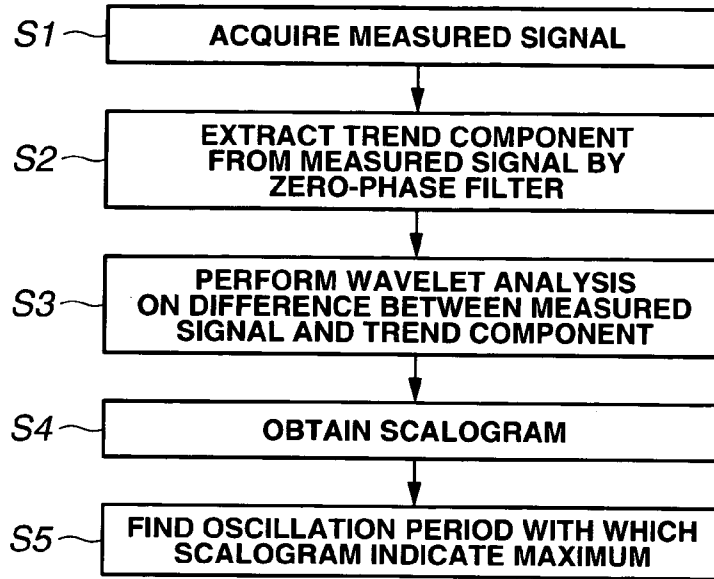 S1
ACQUIRE MEASURED SIGNAL
S2
EXTRACT TREND COMPONENT
FROM MEASURED SIGNAL BY
ZERO-PHASE FILTER
S3
PERFORM WAVELET ANALYSIS
ON DIFFERENCE BETWEEN MEASURED
SIGNAL AND TREND COMPONENT
S4
OBTAIN SCALOGRAM
S5
FIND OSCILLATION PERIOD WITH WHICH
SCALOGRAM INDICATE MAXIMUM